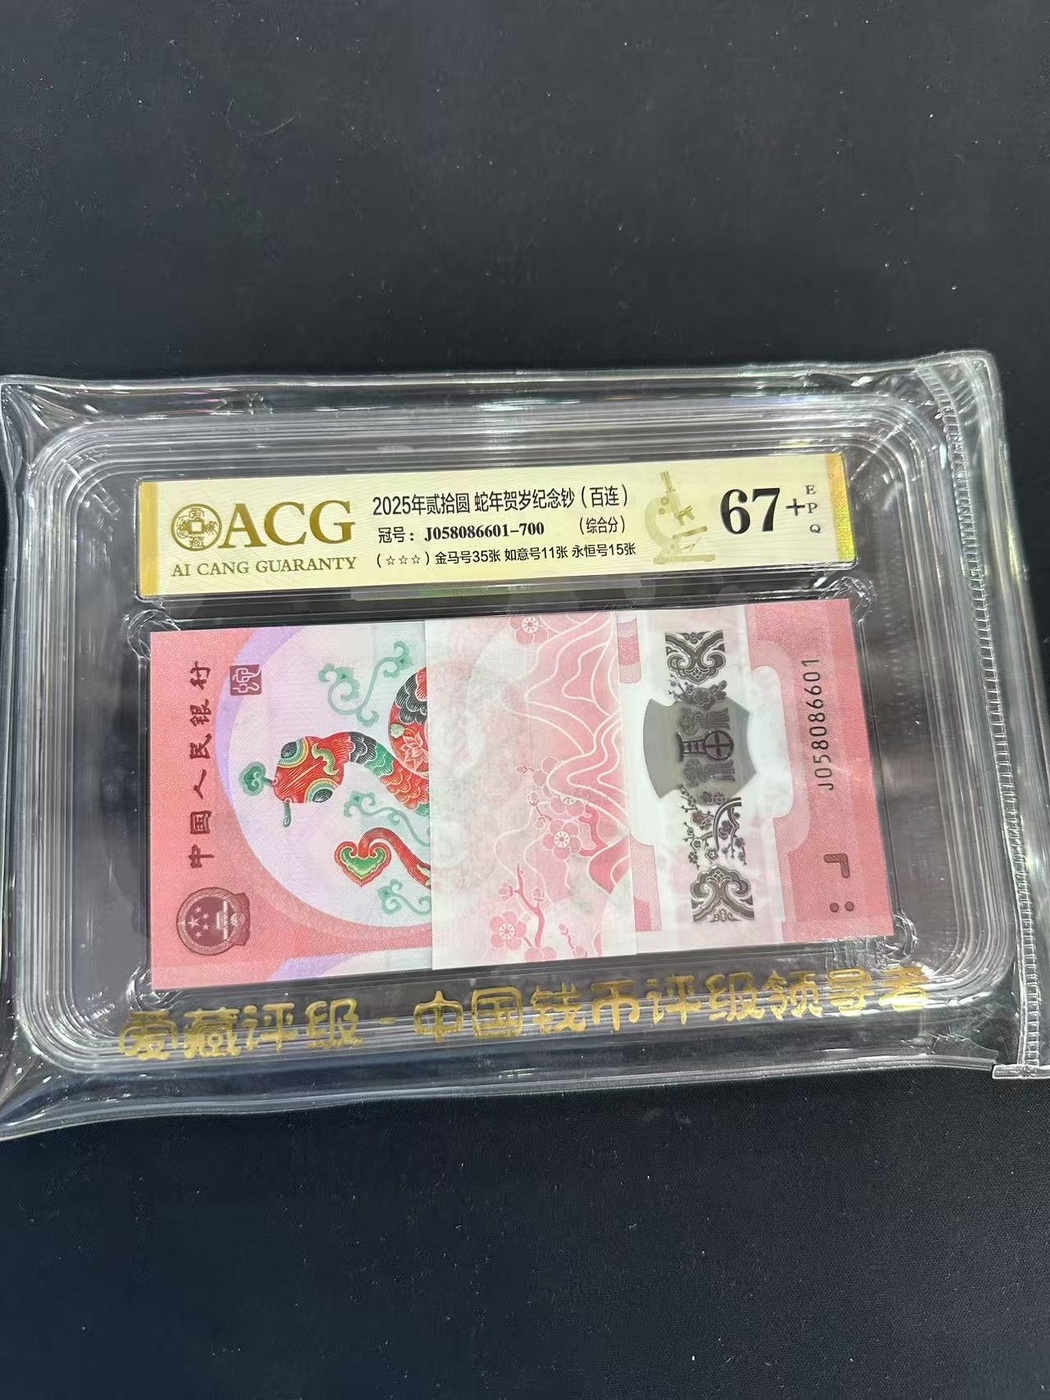 ACG
AI CANG GUARANTY
2025年贰拾圆 蛇年贺岁纪念钞（百连）
冠号：J058086601-700 （综合分）
（☆☆☆）金马号35张 如意号11张 永恒号15张
67+
EPQ
中国人民银行
J058086601
爱藏评级-中国钱币评级领导者